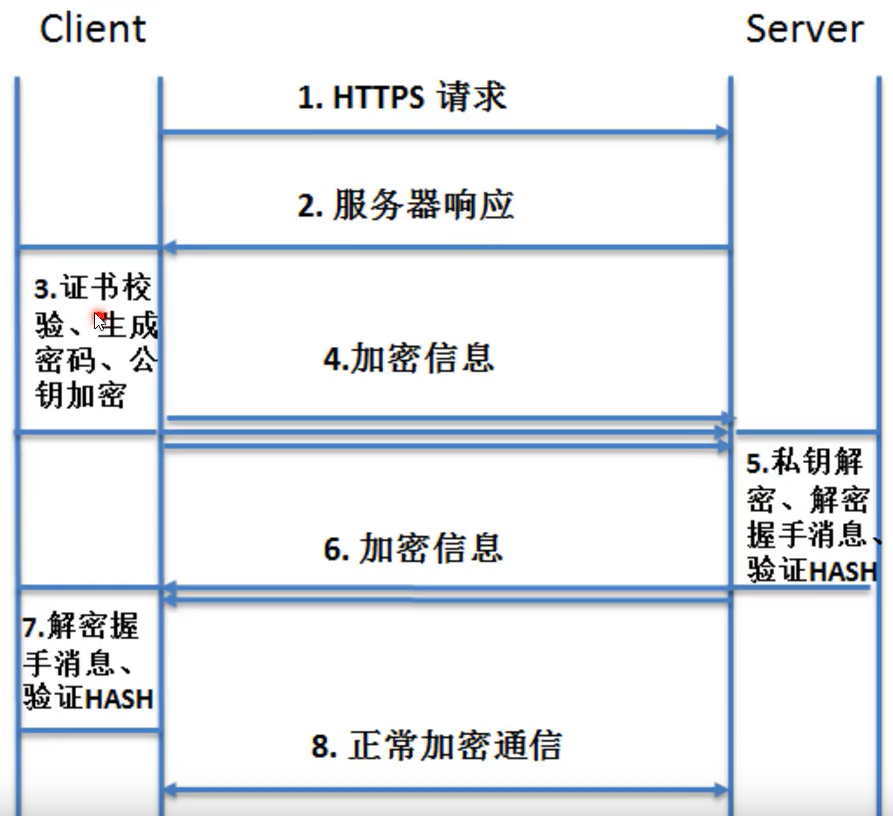 Client
Server
1. HTTPS 请求
2. 服务器响应
3.证书校
验、生成
密码、公
钥加密
4.加密信息
5.私钥解
密、解密
握手消息、
验证HASH
6. 加密信息
7.解密握
手消息、
验证HASH
8. 正常加密通信